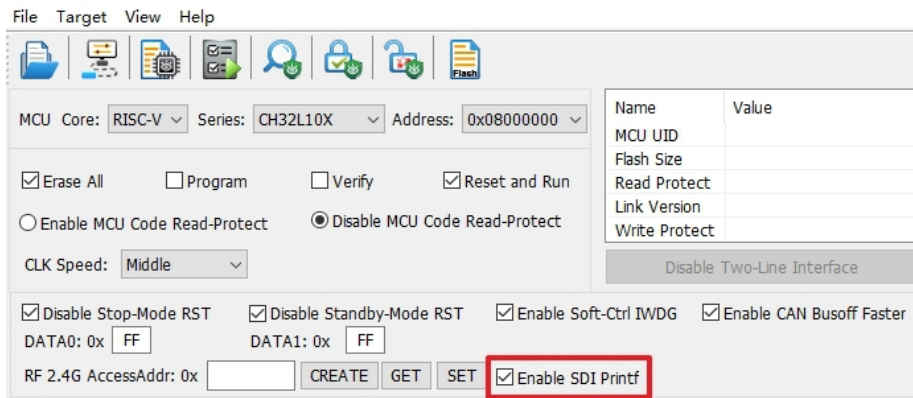 File Target View Help
Flash
MCU Core: RISC-V Series: CH32L10X Address: 0x08000000
Name Value
MCU UID
Flash Size
Read Protect
Link Version
Write Protect
Erase All Program Verify Reset and Run
Enable MCU Code Read-Protect Disable MCU Code Read-Protect
CLK Speed: Middle
Disable Two-Line Interface
Disable Stop-Mode RST Disable Standby-Mode RST Enable Soft-Ctrl IWDG Enable CAN Busoff Faster
DATA0: 0x FF DATA1: 0x FF
RF 2.4G AccessAddr: 0x CREATE GET SET Enable SDI Printf